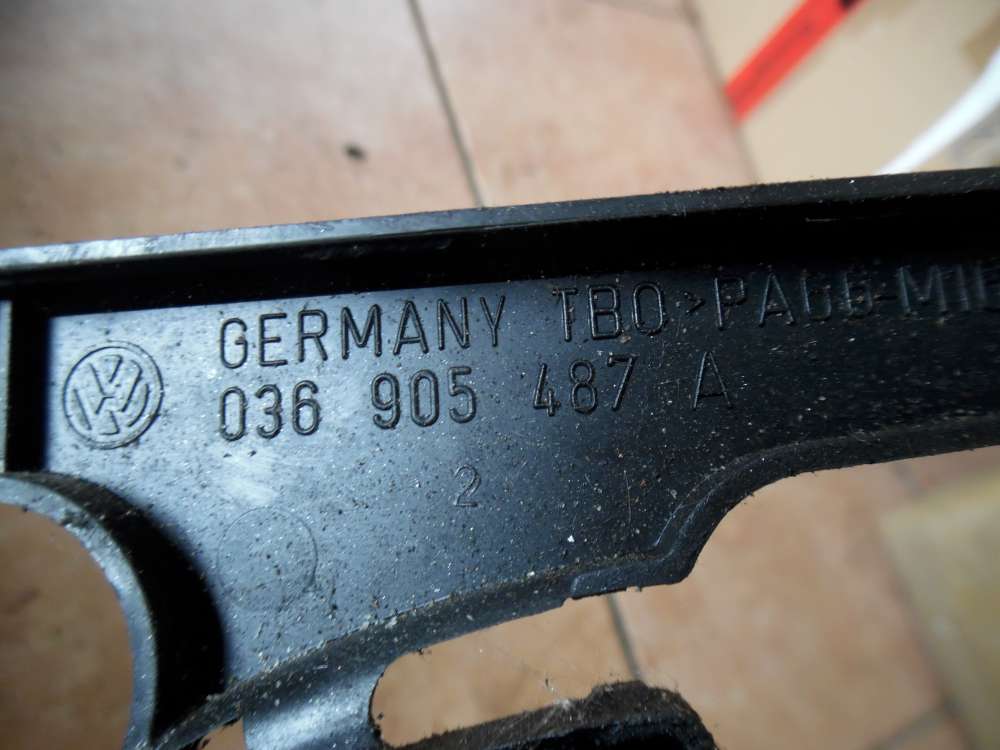 GERMANY TBO >PA66-M
036 905 487 A
2